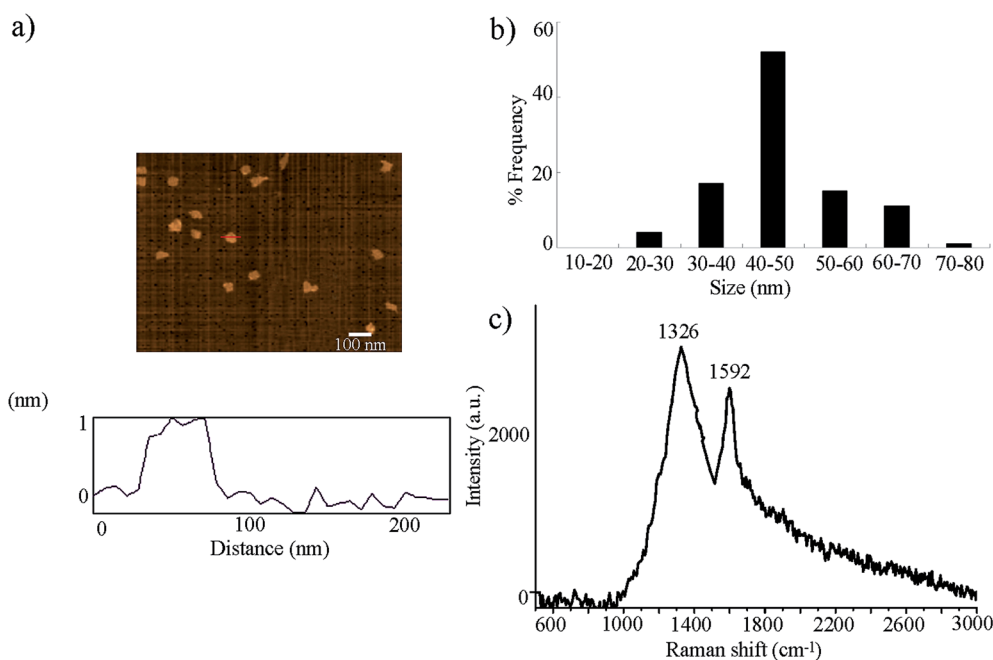 a)
100 nm
(nm)
1
0
0
100
200
Distance (nm)
b)
% Frequency
60
40
20
0
10-20 20-30 30-40 40-50 50-60 60-70 70-80
Size (nm)
c)
1326
1592
Intensity (a.u.)
2000
0
600 1000 1400 1800 2200 2600 3000
Raman shift (cm⁻¹)